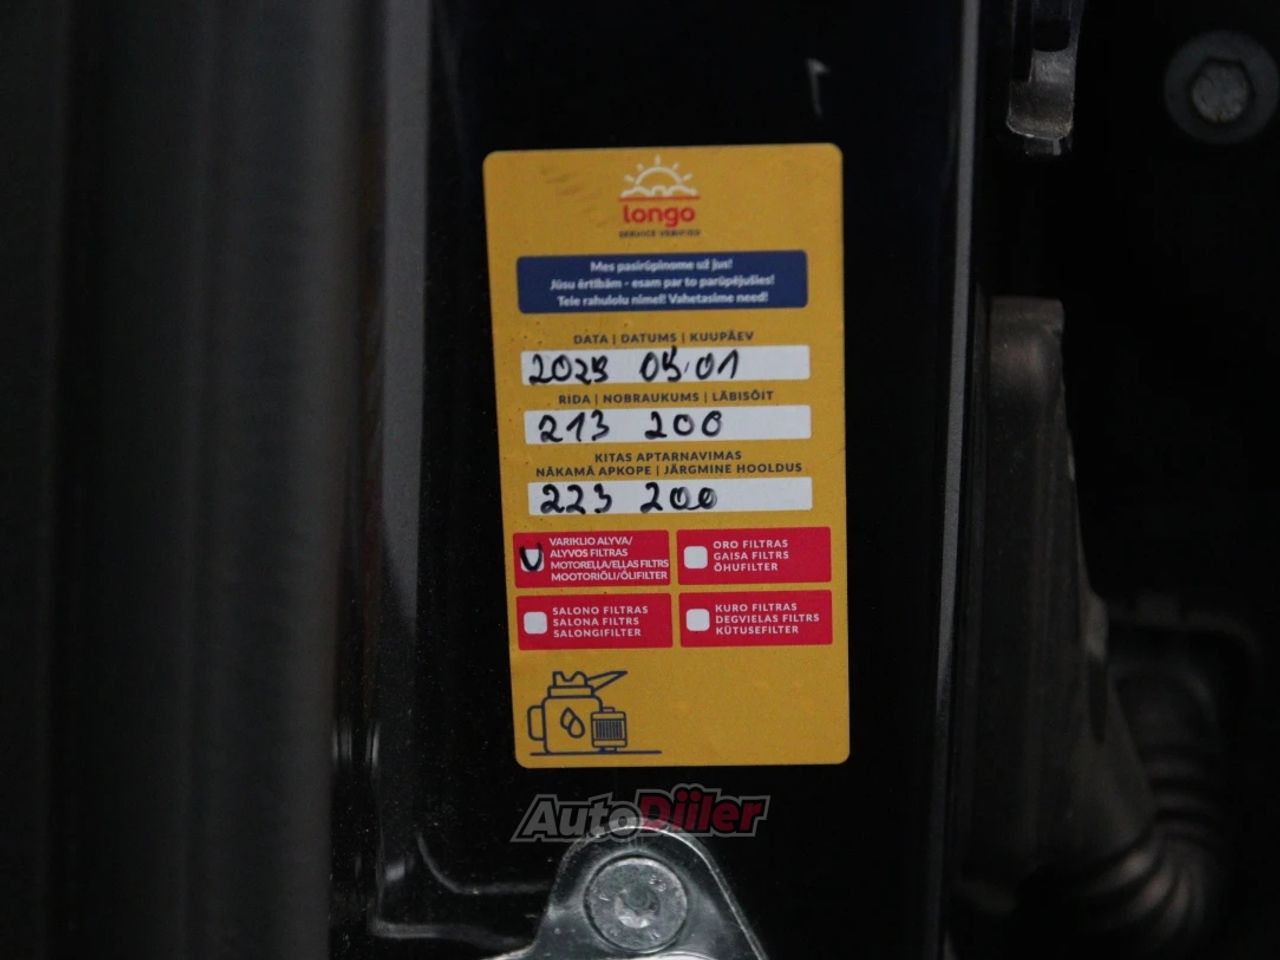 longo
SERVICE VERIFIED
Mes pasirūpinome už jus!
Jūsu ērtībām - esam par to parūpējušies!
Teie rahulolu nimel! Vahetasime need!
DATA | DATUMS | KUUPÄEV
2025 05.01
RIDA | NOBRAUKUMS | LÄBISÕIT
213 200
KITAS APTARNAVIMAS
NĀKAMĀ APKOPE | JÄRGMINE HOOLDUS
223 200
VARIKLIO ALYVA/
ALYVOS FILTRAS
MOTOREĻĻA/EĻĻAS FILTRS
MOOTORIÕLI/ÕLIFILTER
ORO FILTRAS
GAISA FILTRS
ÕHUFILTER
SALONO FILTRAS
SALONA FILTRS
SALONGIFILTER
KURO FILTRAS
DEGVIELAS FILTRS
KÜTUSEFILTER
AutoDiiler